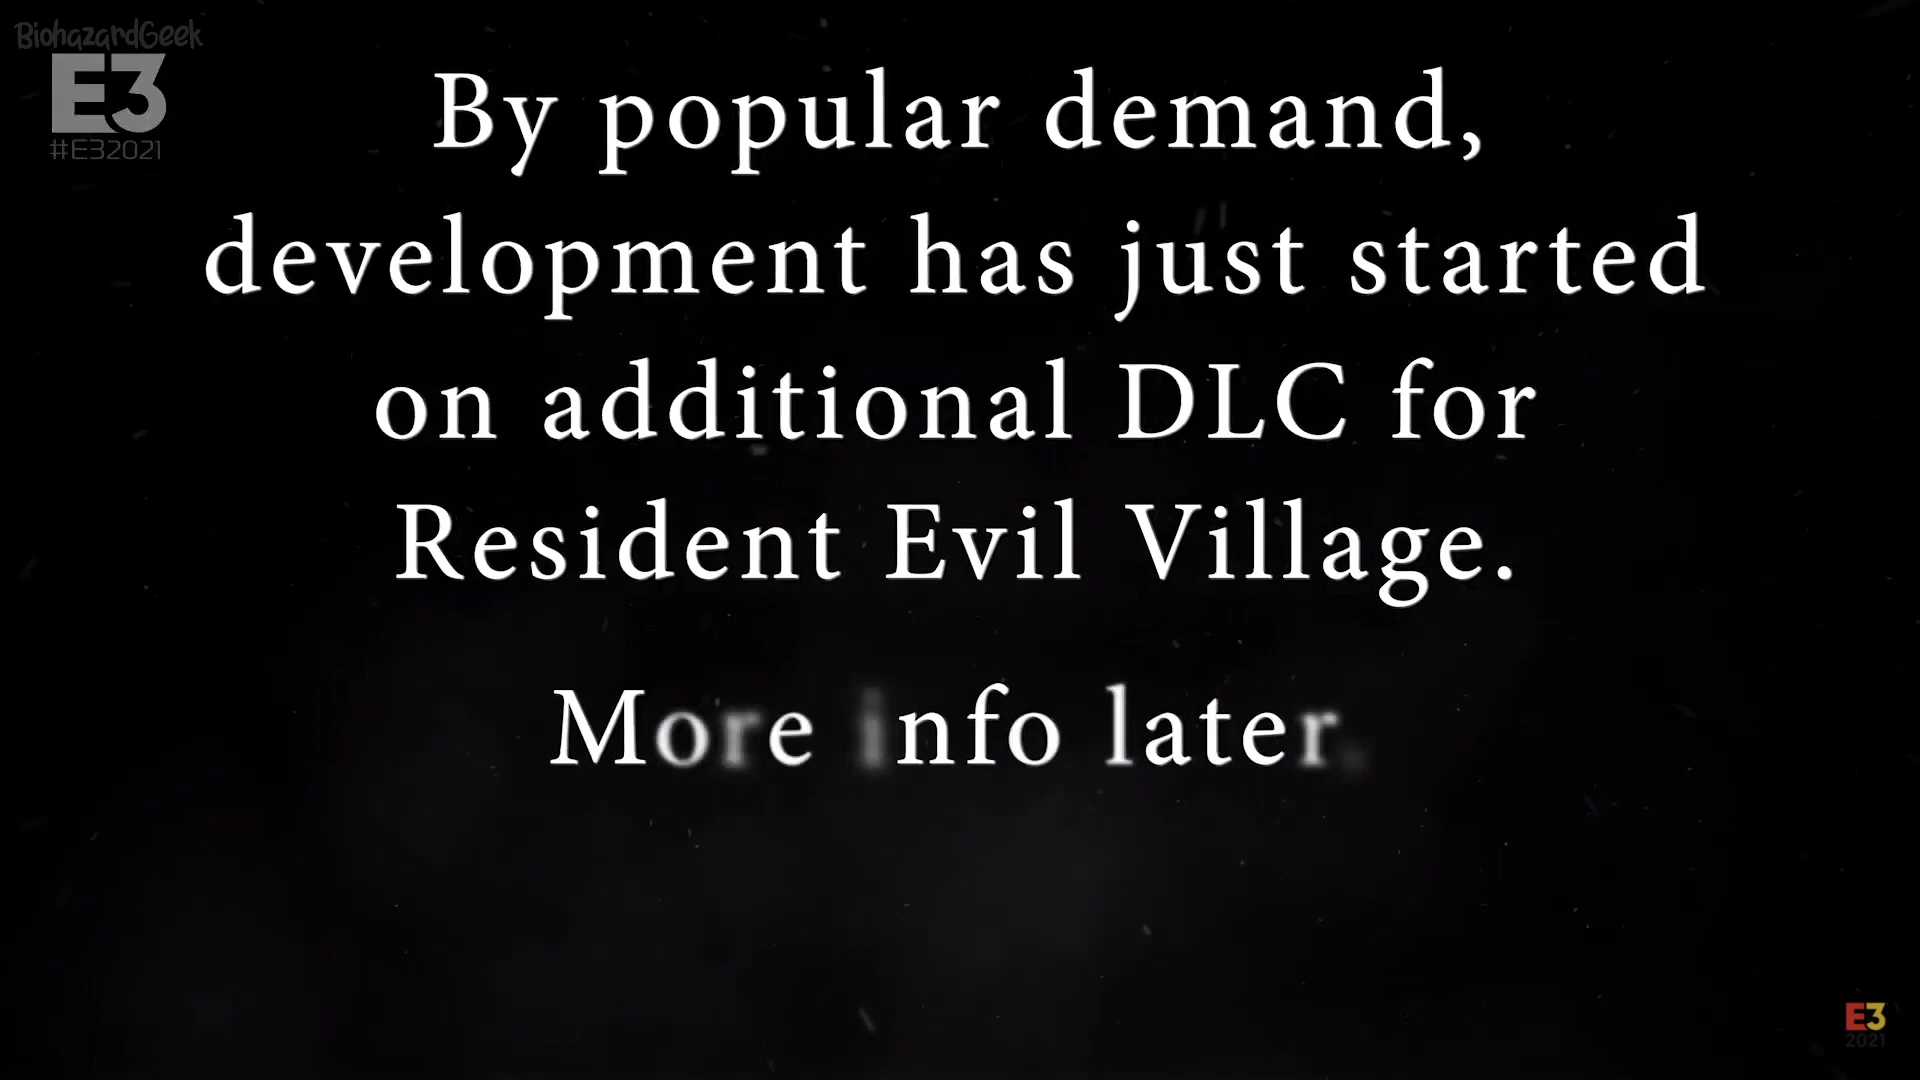 BiohazardGeek
E3
#E32021
By popular demand,
development has just started
on additional DLC for
Resident Evil Village.
More info later.
E3
2021